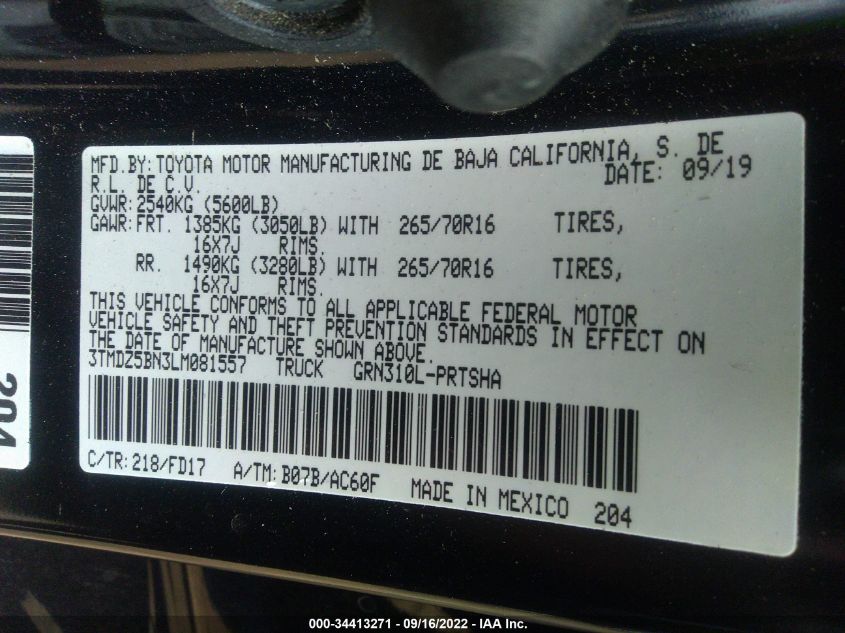 MFD.BY:TOYOTA MOTOR MANUFACTURING DE BAJA CALIFORNIA, S. DE
R.L. DE C.V. DATE: 09/19
GVWR:2540KG (5600LB)
GAWR:FRT. 1385KG (3050LB) WITH 265/70R16 TIRES,
16X7J RIMS.
RR. 1490KG (3280LB) WITH 265/70R16 TIRES,
16X7J RIMS.
THIS VEHICLE CONFORMS TO ALL APPLICABLE FEDERAL MOTOR
VEHICLE SAFETY AND THEFT PREVENTION STANDARDS IN EFFECT ON
THE DATE OF MANUFACTURE SHOWN ABOVE.
3TMDZ5BN3LM081557 TRUCK GRN310L-PRTSHA
C/TR:218/FD17 A/TM:B07B/AC60F MADE IN MEXICO 204
204
000-34413271 - 09/16/2022 - IAA Inc.